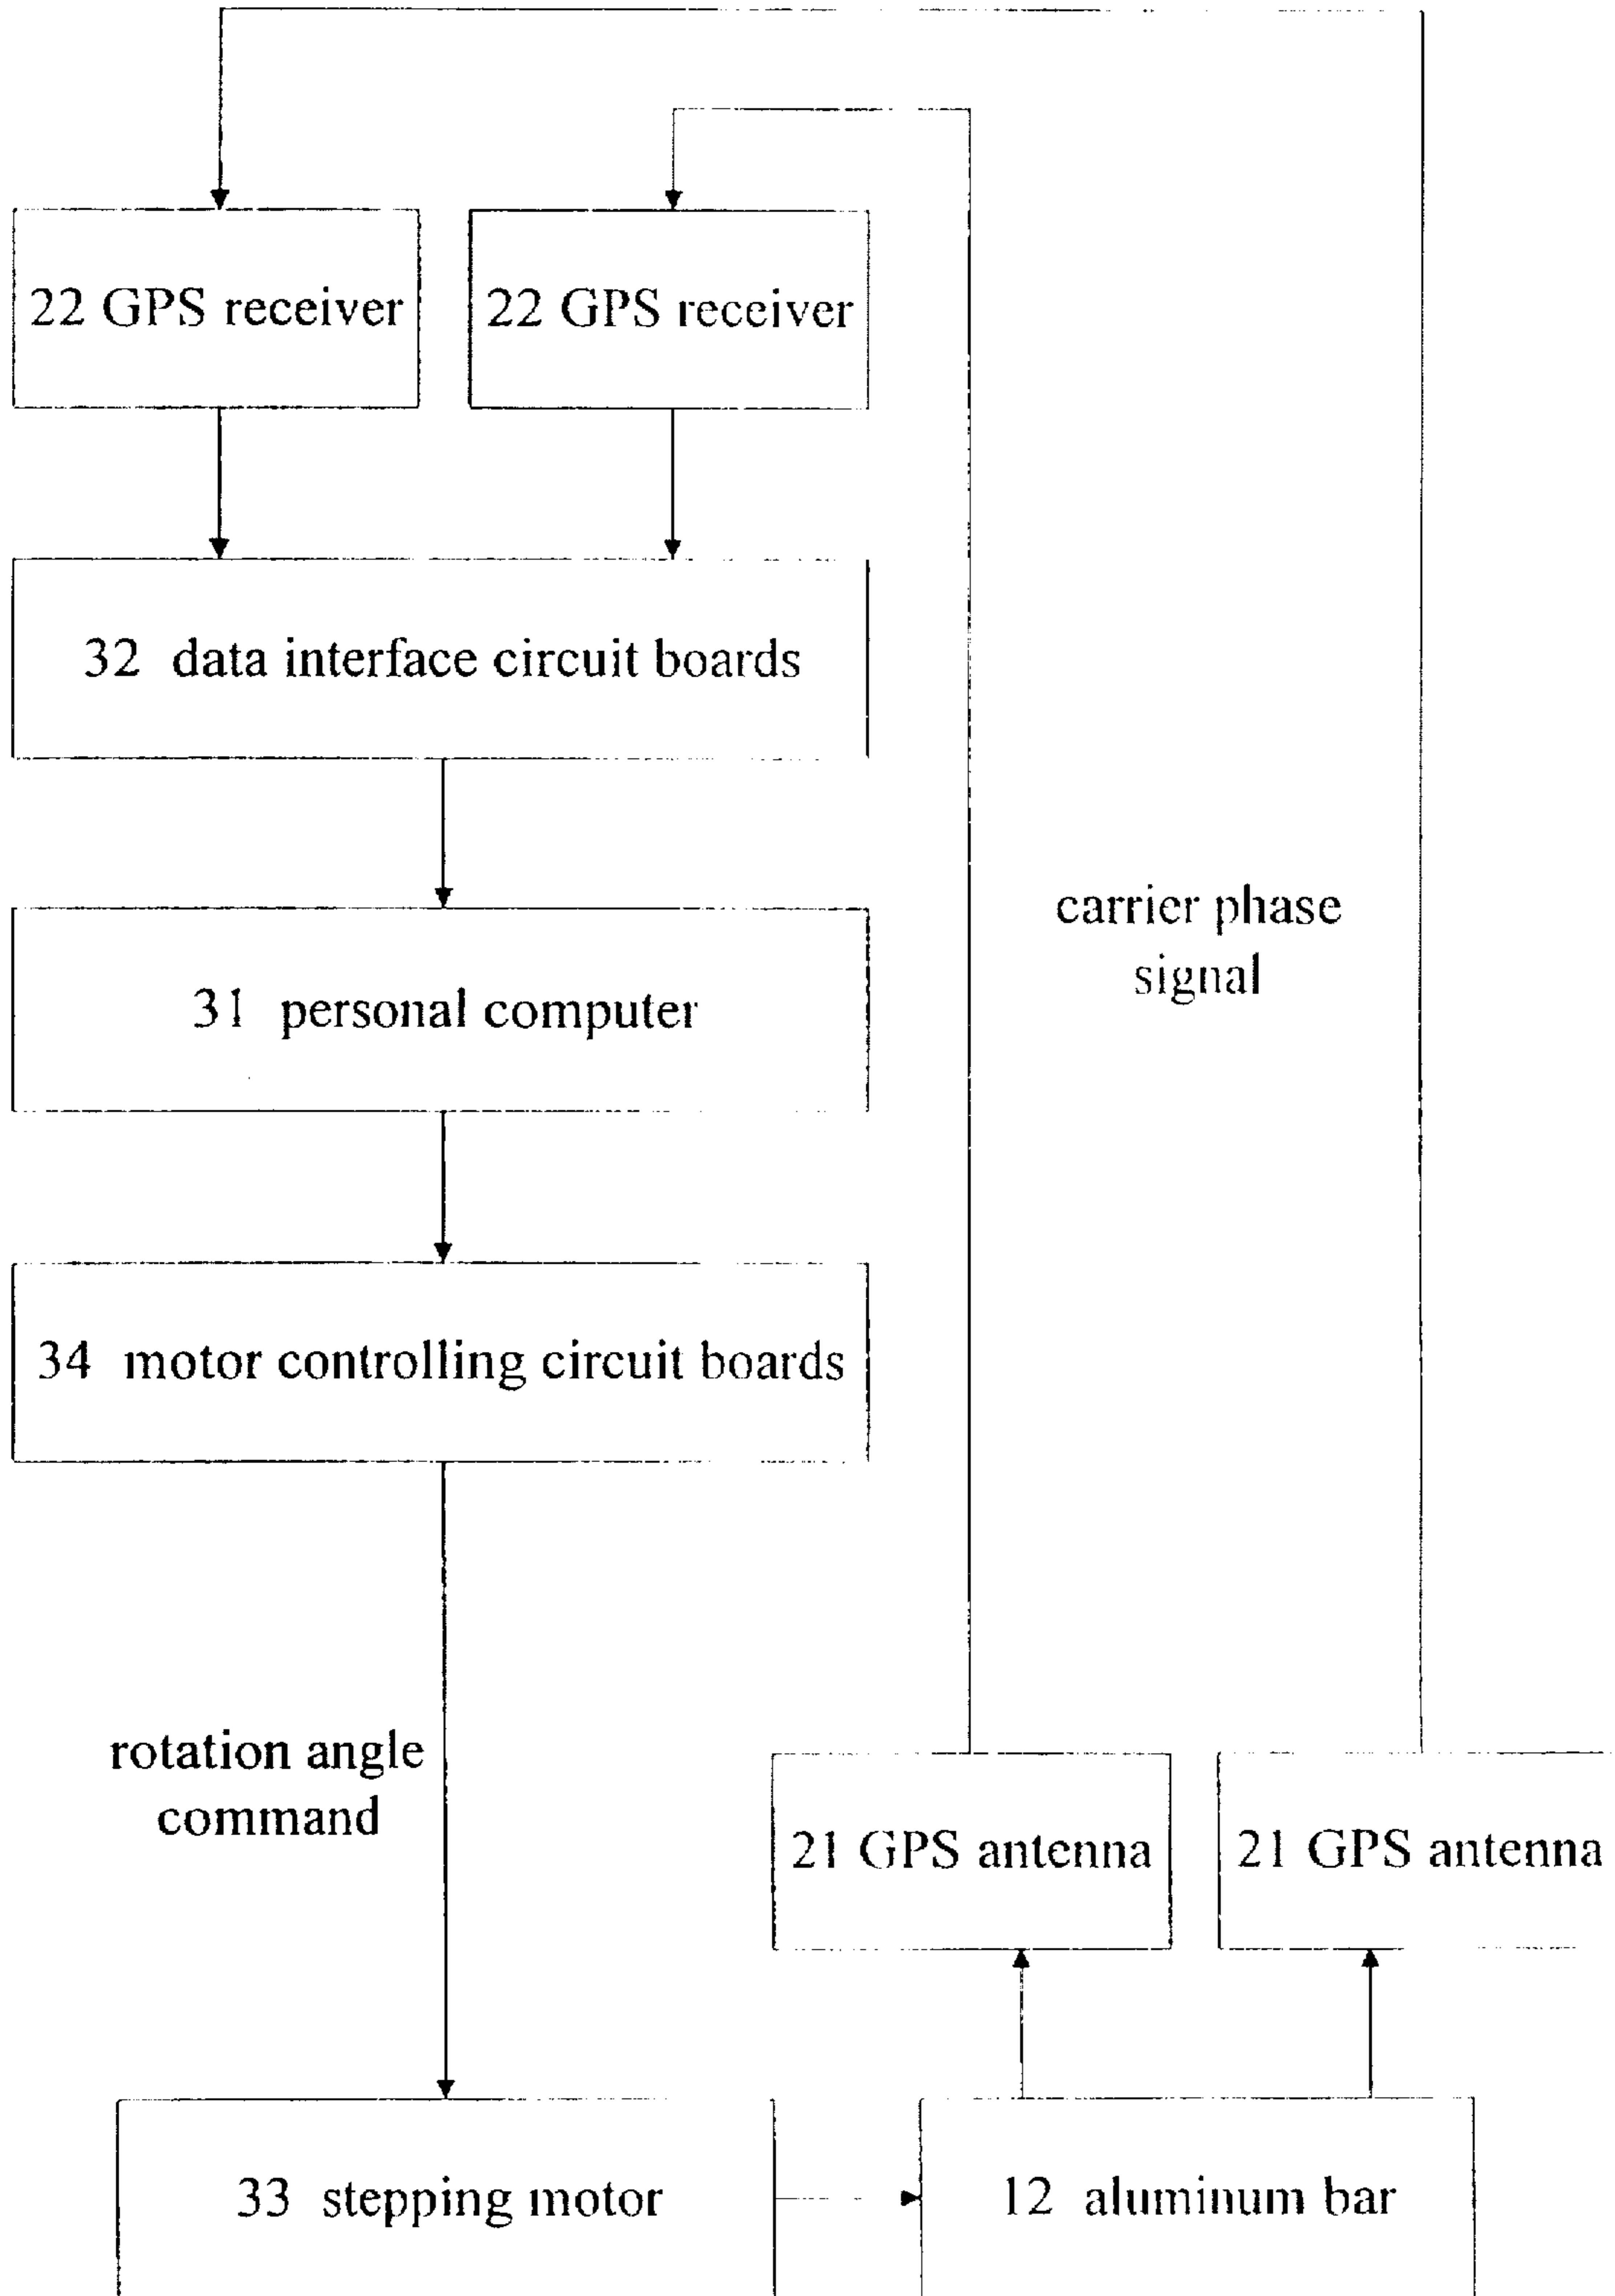 22 GPS receiver
22 GPS receiver
32 data interface circuit boards
carrier phase
signal
31 personal computer
34 motor controlling circuit boards
rotation angle
command
21 GPS antenna
21 GPS antenna
33 stepping motor
12 aluminum bar